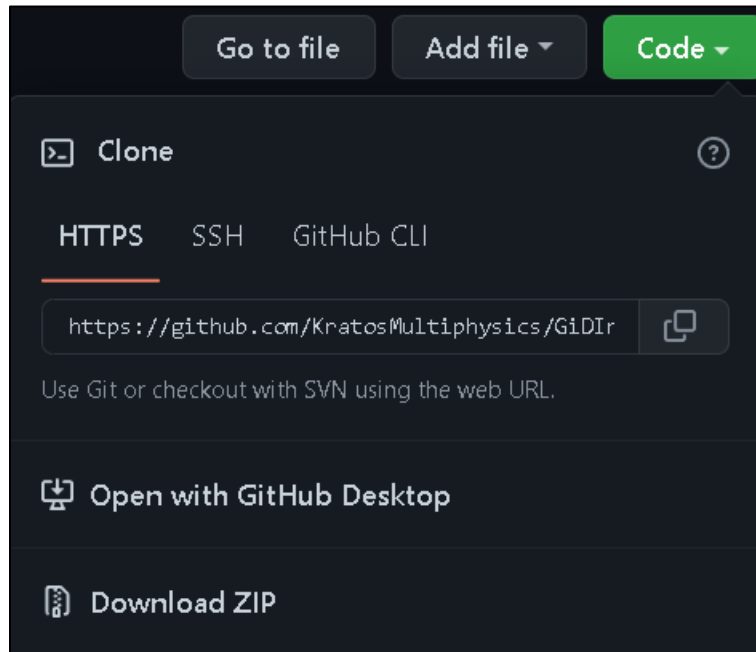 Go to file Add file Code
Clone
HTTPS SSH GitHub CLI
https://github.com/KratosMultiphysics/GiDIr
Use Git or checkout with SVN using the web URL.
Open with GitHub Desktop
Download ZIP